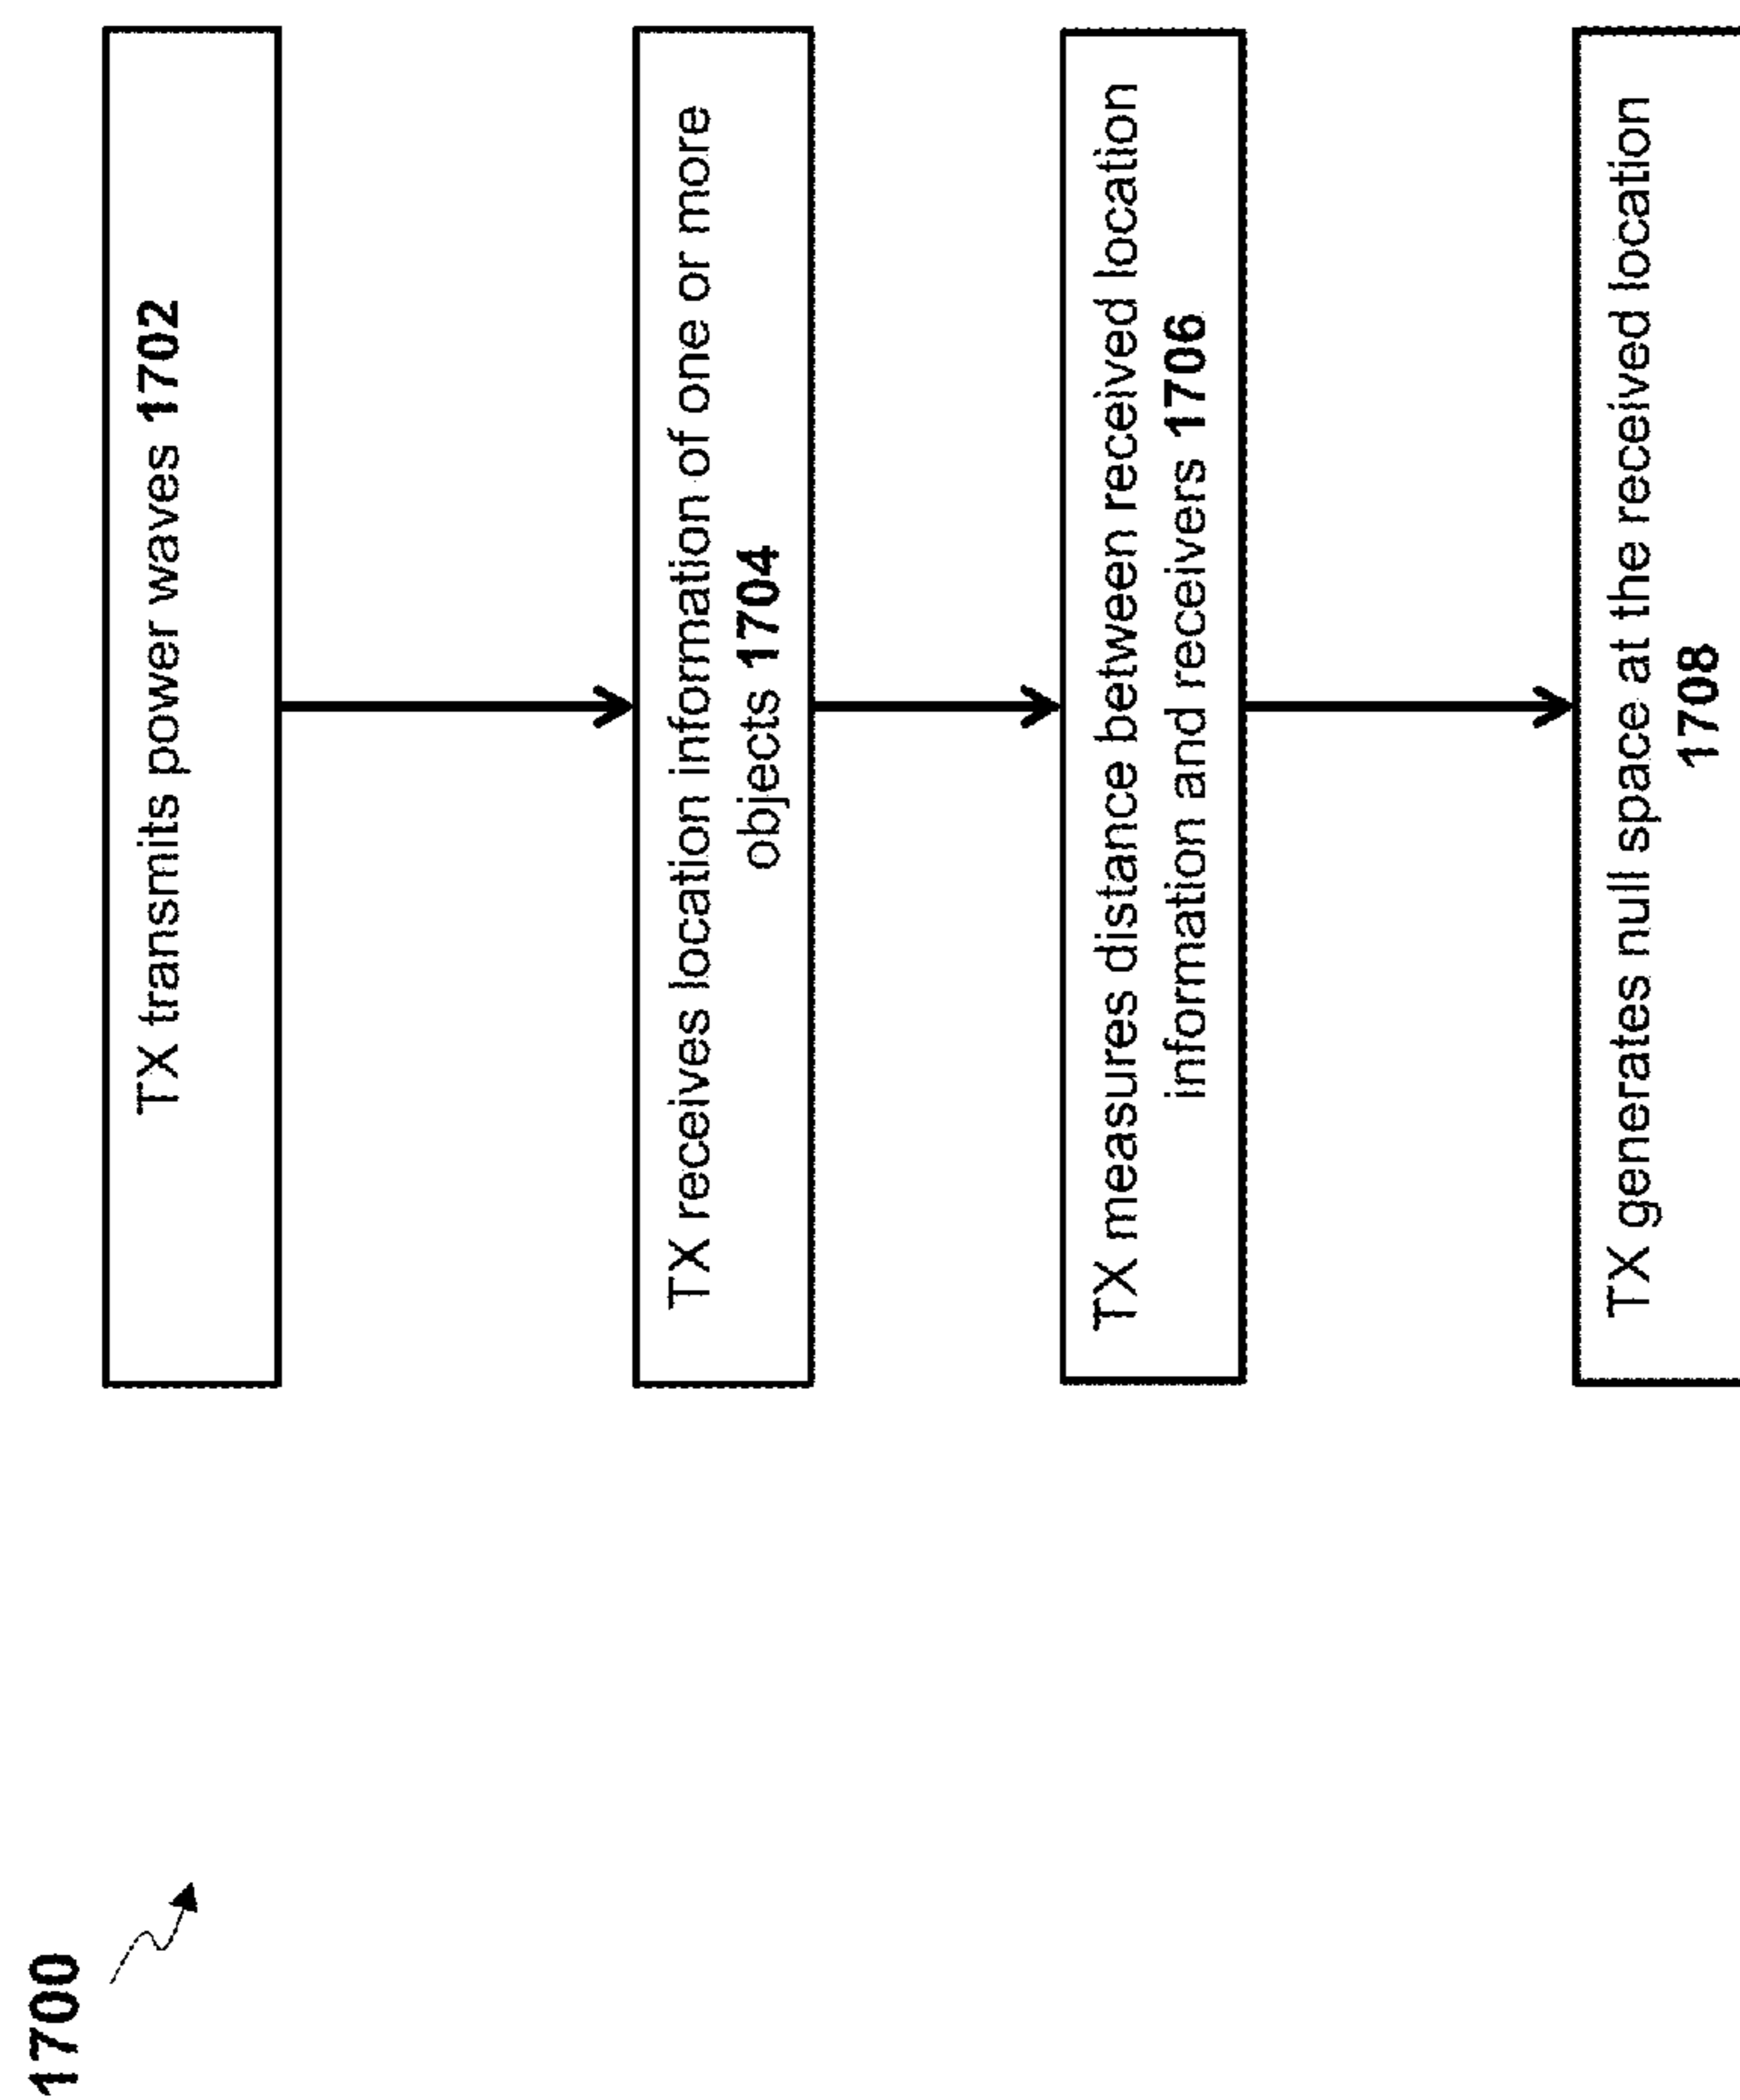 1700
TX transmits power waves 1702
TX receives location information of one or more
objects 1704
TX measures distance between received location
information and receivers 1706
TX generates null space at the received location
1708